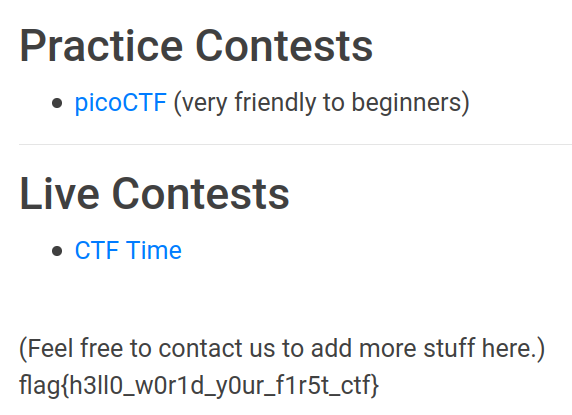 Practice Contests
picoCTF (very friendly to beginners)
Live Contests
CTF Time
(Feel free to contact us to add more stuff here.)
flag{h3ll0_w0r1d_y0ur_f1r5t_ctf}